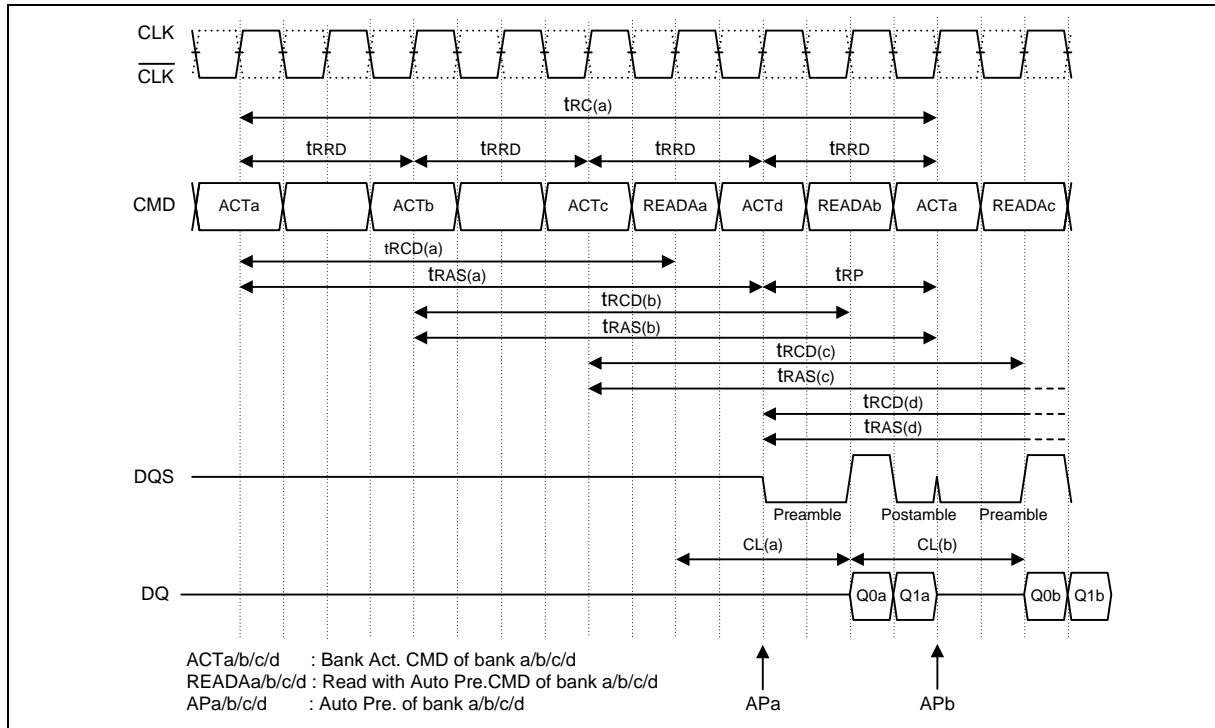 CLK
CLK
tRC(a)
tRRD tRRD tRRD tRRD
CMD ACTa ACTb ACTc READAa ACTd READAb ACTa READAc
tRCD(a)
tRAS(a) tRP
tRCD(b)
tRAS(b)
tRCD(c)
tRAS(c)
tRCD(d)
tRAS(d)
DQS
Preamble Postamble Preamble
CL(a) CL(b)
DQ Q0a Q1a Q0b Q1b
ACTa/b/c/d : Bank Act. CMD of bank a/b/c/d
READAa/b/c/d : Read with Auto Pre.CMD of bank a/b/c/d
APa/b/c/d : Auto Pre. of bank a/b/c/d APa APb